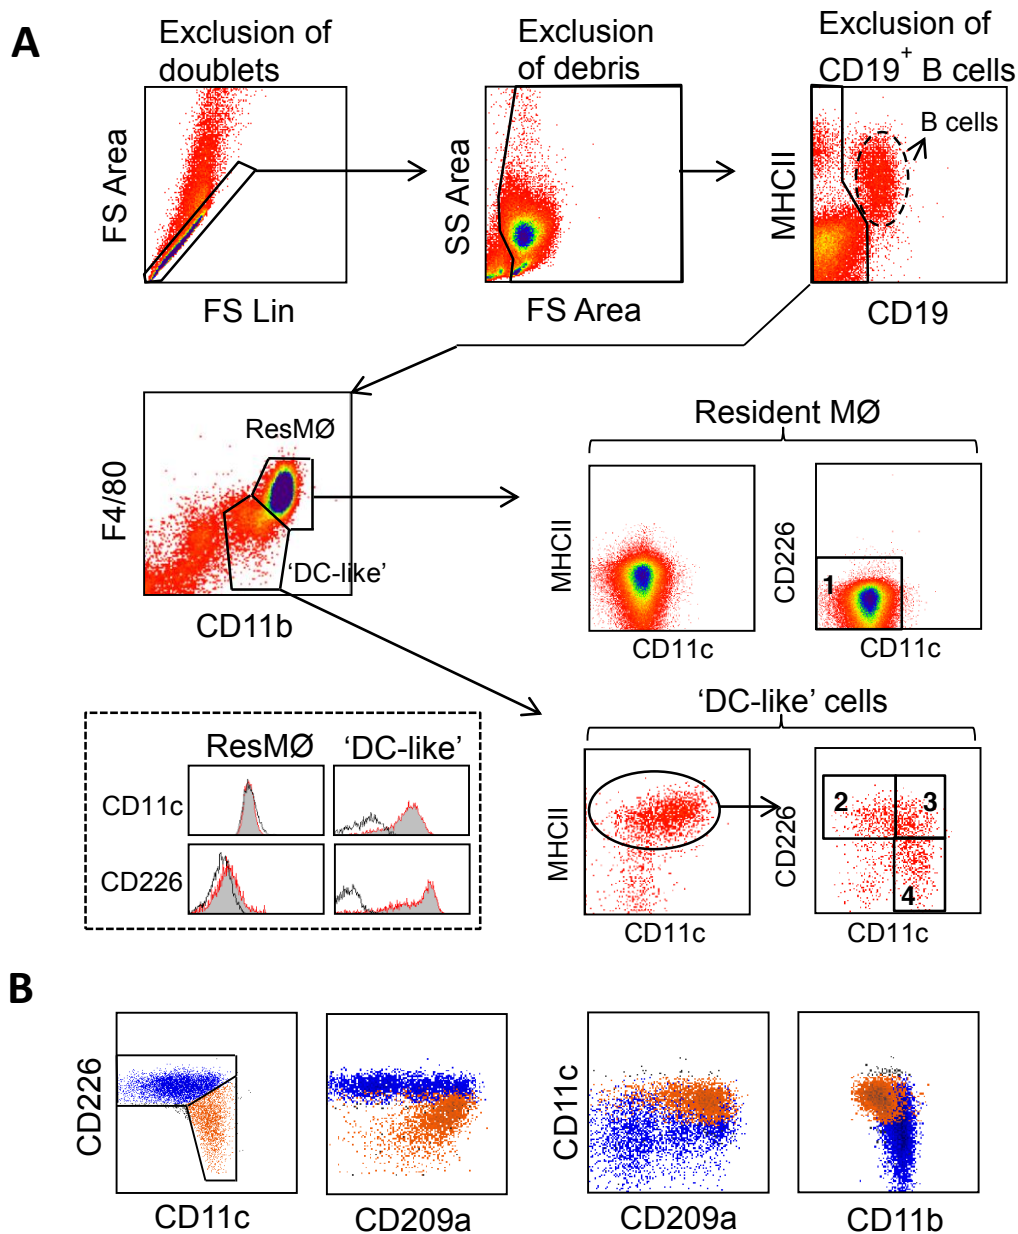 A
Exclusion of
doublets
Exclusion
of debris
Exclusion of
CD19+ B cells
B cells
FS Area
SS Area
MHCII
FS Lin
FS Area
CD19
ResMØ
F4/80
'DC-like'
CD11b
Resident MØ
MHCII
CD226
1
CD11c
CD11c
'DC-like' cells
ResMØ
'DC-like'
CD11c
CD226
MHCII
CD226
2
3
4
CD11c
CD11c
B
CD226
CD11c
CD11c
CD209a
CD209a
CD11b